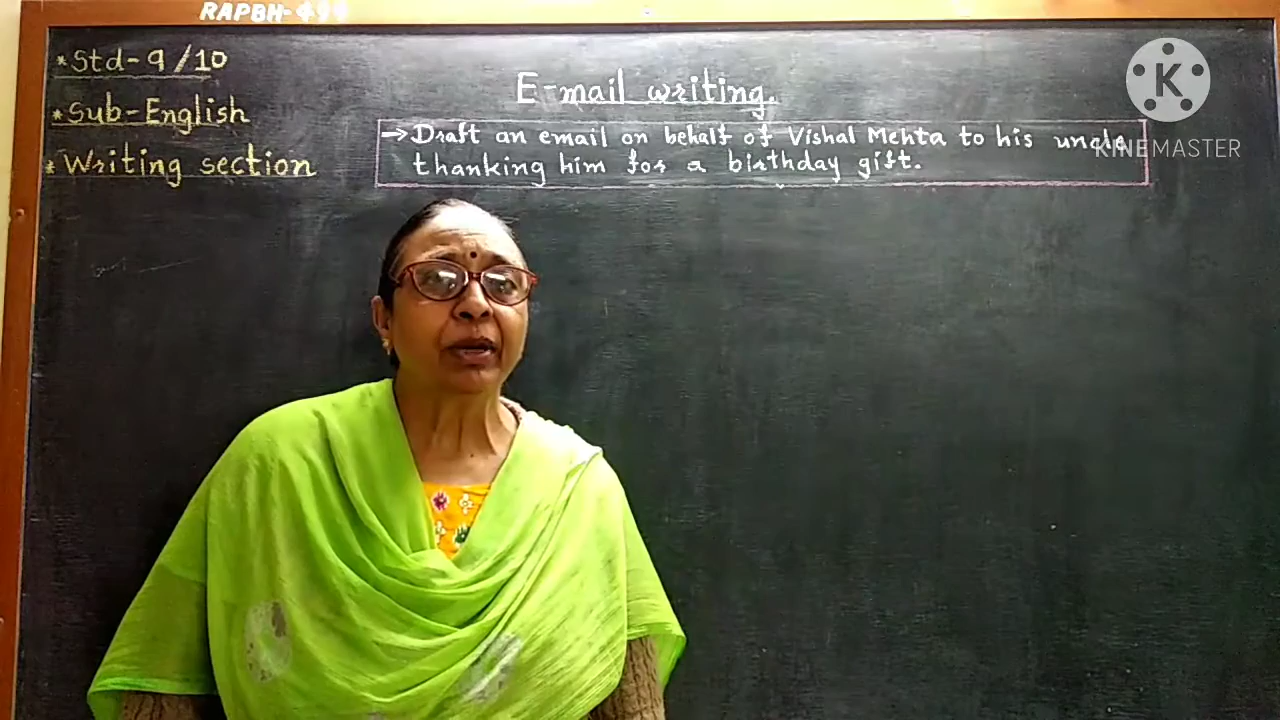 RAPBH-494
*Std-9/10
*Sub-English
*Writing section
E-mail writing.
→Draft an email on behalf of Vishal Mehta to his uncle
thanking him for a birthday gift.
K
KINEMASTER